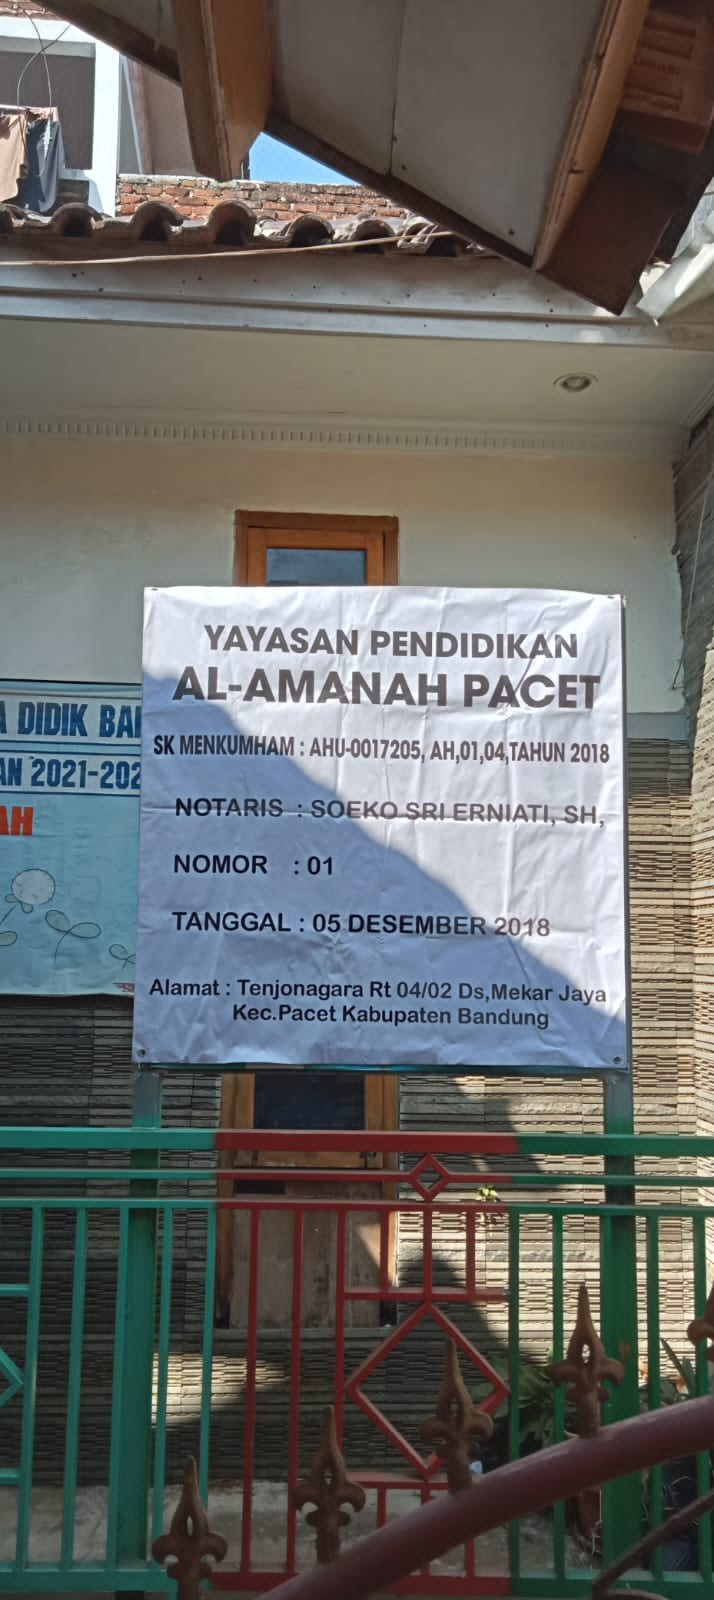 YAYASAN PENDIDIKAN
AL-AMANAH PACET
SK MENKUMHAM : AHU-0017205, AH,01,04,TAHUN 2018
NOTARIS : SOEKO SRI ERNIATI, SH,
NOMOR : 01
TANGGAL : 05 DESEMBER 2018
Alamat : Tenjonagara Rt 04/02 Ds,Mekar Jaya
Kec.Pacet Kabupaten Bandung
A DIDIK BA
AN 2021-202
AH